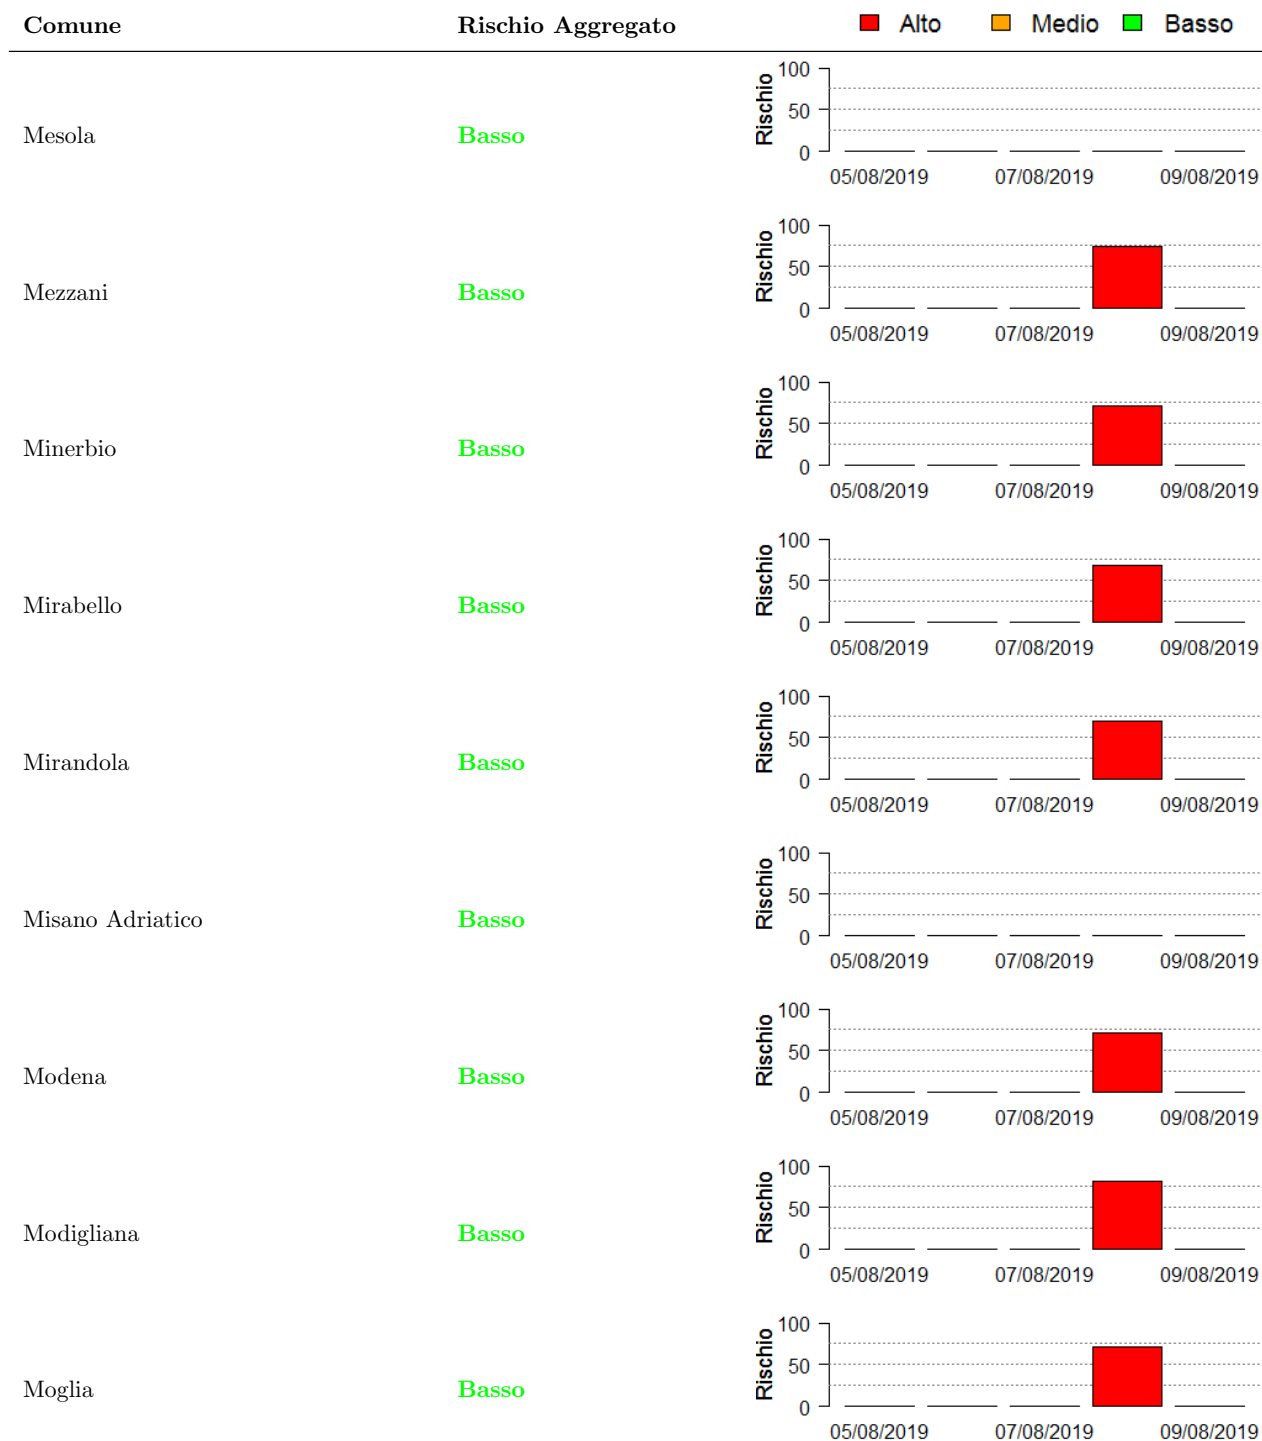 Comune Rischio Aggregato Alto Medio Basso
Mesola Basso
Rischio
100
50
0
05/08/2019 07/08/2019 09/08/2019
Mezzani Basso
Rischio
100
50
0
05/08/2019 07/08/2019 09/08/2019
Minerbio Basso
Rischio
100
50
0
05/08/2019 07/08/2019 09/08/2019
Mirabello Basso
Rischio
100
50
0
05/08/2019 07/08/2019 09/08/2019
Mirandola Basso
Rischio
100
50
0
05/08/2019 07/08/2019 09/08/2019
Misano Adriatico Basso
Rischio
100
50
0
05/08/2019 07/08/2019 09/08/2019
Modena Basso
Rischio
100
50
0
05/08/2019 07/08/2019 09/08/2019
Modigliana Basso
Rischio
100
50
0
05/08/2019 07/08/2019 09/08/2019
Moglia Basso
Rischio
100
50
0
05/08/2019 07/08/2019 09/08/2019